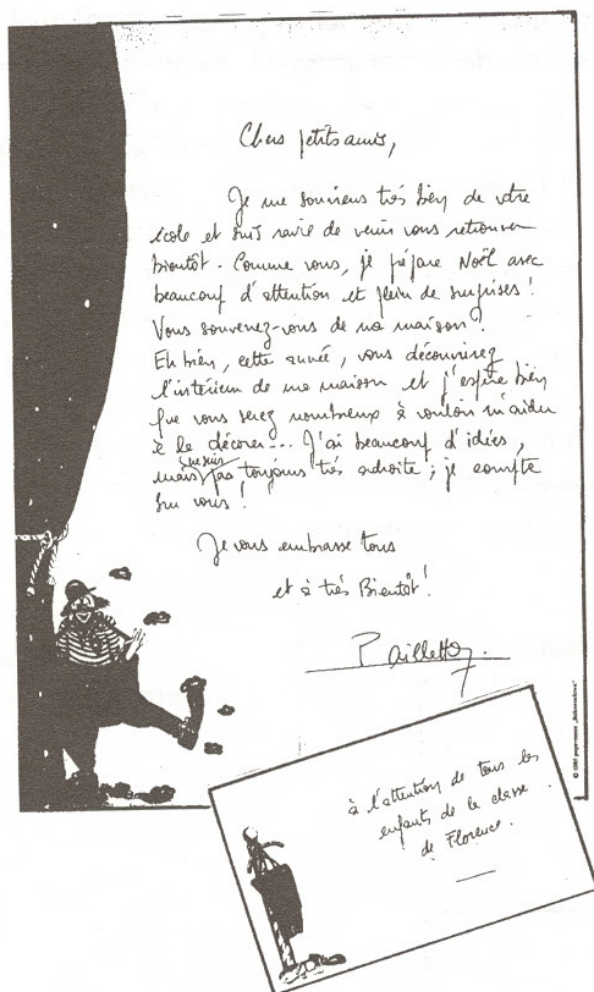 Chers petits amis,
Je me souviens très bien de votre
école et suis ravie de venir vous retrouver
bientôt. Comme vous, je prépare Noël avec
beaucoup d'attention et plein de surprises !
Vous souvenez-vous de ma maison ?
Eh bien, cette année, vous découvrirez
l'intérieur de ma maison et j'espère bien
que vous serez nombreux à vouloir m'aider
à la décorer... J'ai beaucoup d'idées,
mais ne suis pas toujours très adroite ; je compte
sur vous !
Je vous embrasse tous
et à très Bientôt !
Pailletto
à l'attention de tous les
enfants de la classe
de Florence.